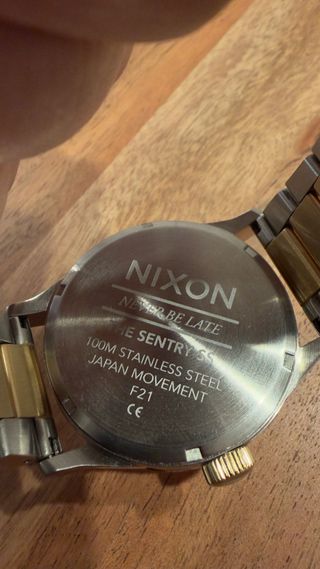 NIXON
NEVER BE LATE
THE SENTRY SS
100M STAINLESS STEEL
JAPAN MOVEMENT
F21
CE